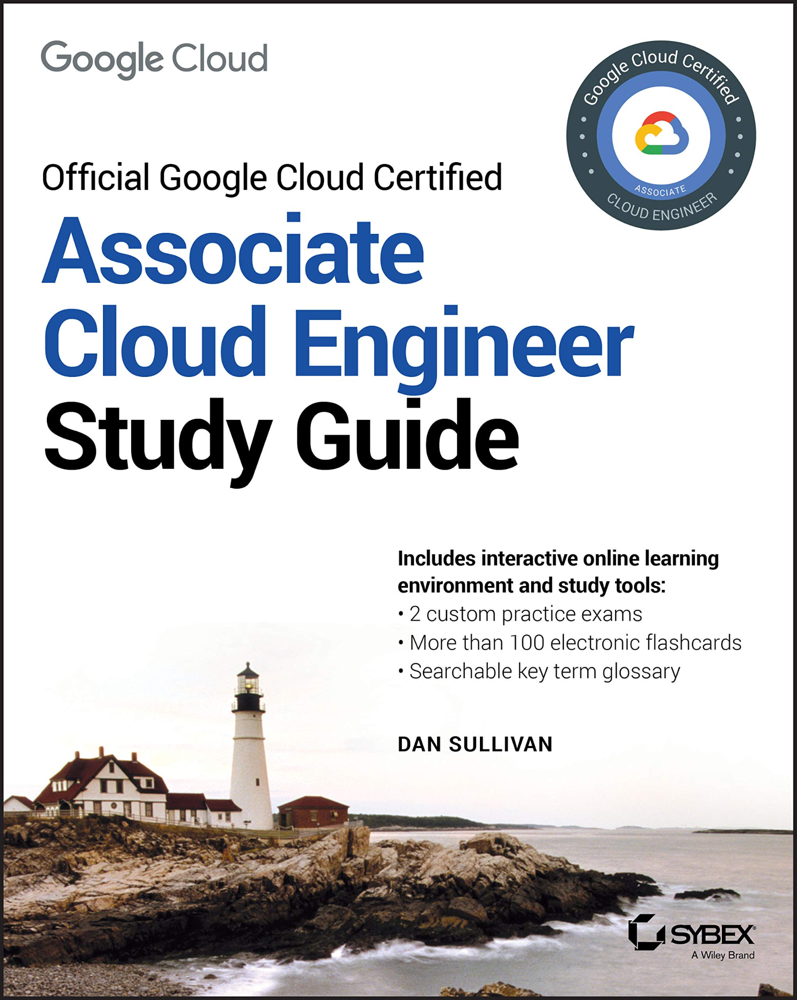 Google Cloud
Google Cloud Certified
ASSOCIATE
CLOUD ENGINEER
Official Google Cloud Certified
Associate
Cloud Engineer
Study Guide
Includes interactive online learning
environment and study tools:
• 2 custom practice exams
• More than 100 electronic flashcards
• Searchable key term glossary
DAN SULLIVAN
SYBEX®
A Wiley Brand